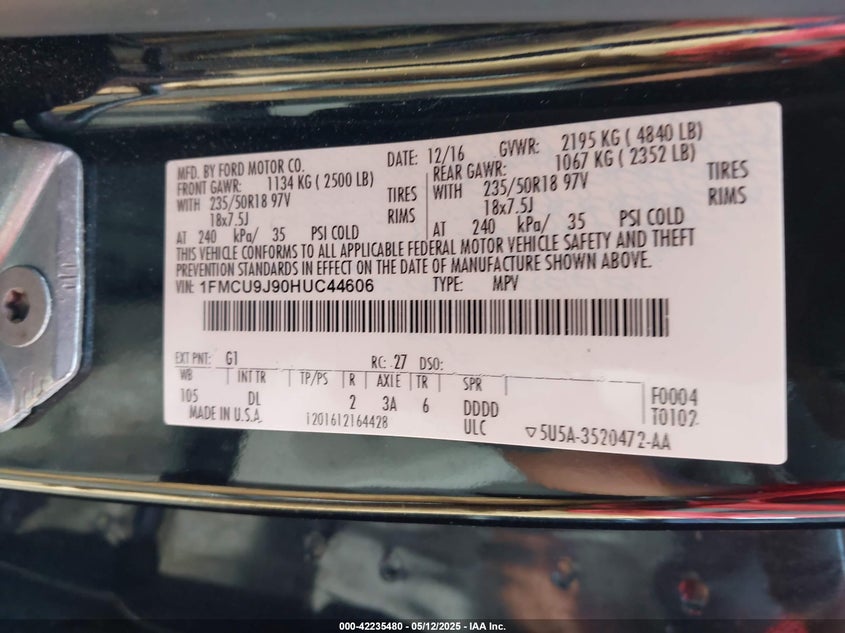 MFD. BY FORD MOTOR CO. DATE: 12/16 GVWR: 2195 KG ( 4840 LB)
FRONT GAWR: 1134 KG ( 2500 LB) REAR GAWR: 1067 KG ( 2352 LB)
WITH 235/50R18 97V TIRES WITH 235/50R18 97V TIRES
18x7.5J RIMS 18x7.5J RIMS
AT 240 kPa/ 35 PSI COLD AT 240 kPa/ 35 PSI COLD
THIS VEHICLE CONFORMS TO ALL APPLICABLE FEDERAL MOTOR VEHICLE SAFETY AND THEFT
PREVENTION STANDARDS IN EFFECT ON THE DATE OF MANUFACTURE SHOWN ABOVE.
VIN: 1FMCU9J90HUC44606 TYPE: MPV
EXT PNT: G1 RC: 27 DSO:
WB INT TR TP/PS R AXLE TR SPR
105 DL 2 3A 6 DDDD F0004
MADE IN U.S.A. 1201612164428 ULC T0102
▽5U5A-3520472-AA
000-42235480 - 05/12/2025 - IAA Inc.